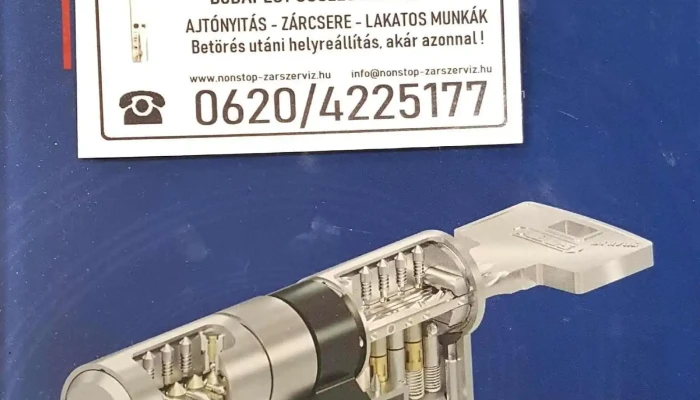 AJTÓNYITÁS - ZÁRCSERE - LAKATOS MUNKÁK
Betörés utáni helyreállítás, akár azonnal!
www.nonstop-zarszerviz.hu info@nonstop-zarszerviz.hu
0620/4225177